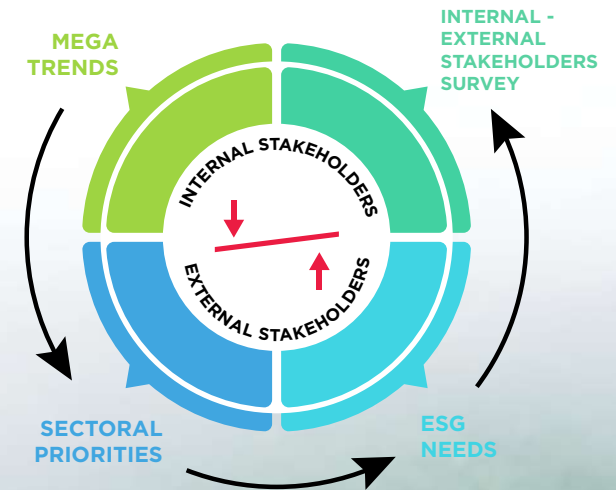 MEGA
TRENDS
INTERNAL -
EXTERNAL
STAKEHOLDERS
SURVEY
INTERNAL STAKEHOLDERS
EXTERNAL STAKEHOLDERS
SECTORAL
PRIORITIES
ESG
NEEDS